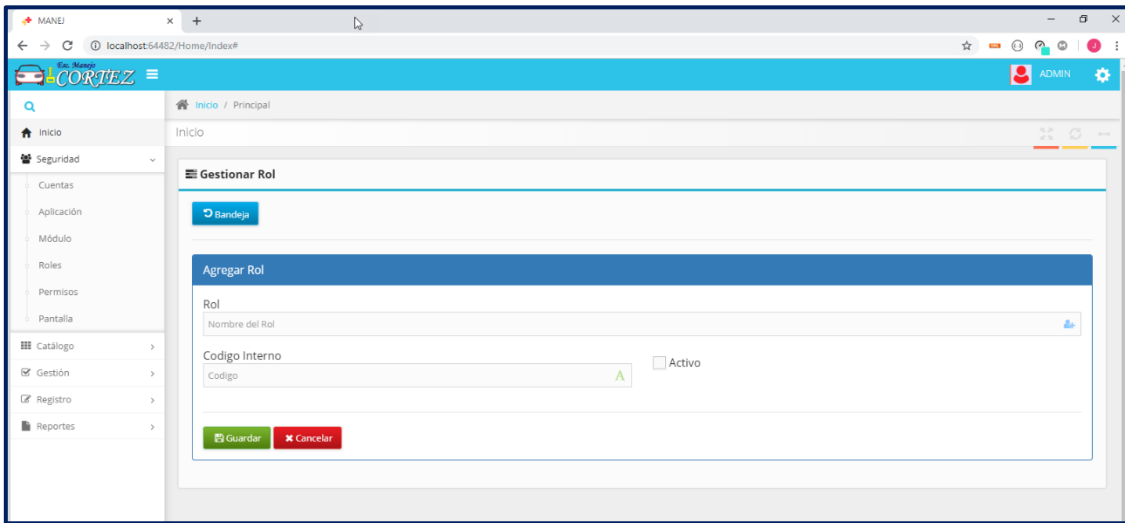 MANEJ
localhost:64482/Home/Index#
J
Esc. Manejo
CORTEZ
ADMIN
Inicio / Principal
Inicio
Inicio
Seguridad
Cuentas
Aplicación
Módulo
Roles
Permisos
Pantalla
Catálogo
Gestión
Registro
Reportes
Gestionar Rol
Bandeja
Agregar Rol
Rol
Nombre del Rol
Codigo Interno
Codigo
A
Activo
Guardar
Cancelar